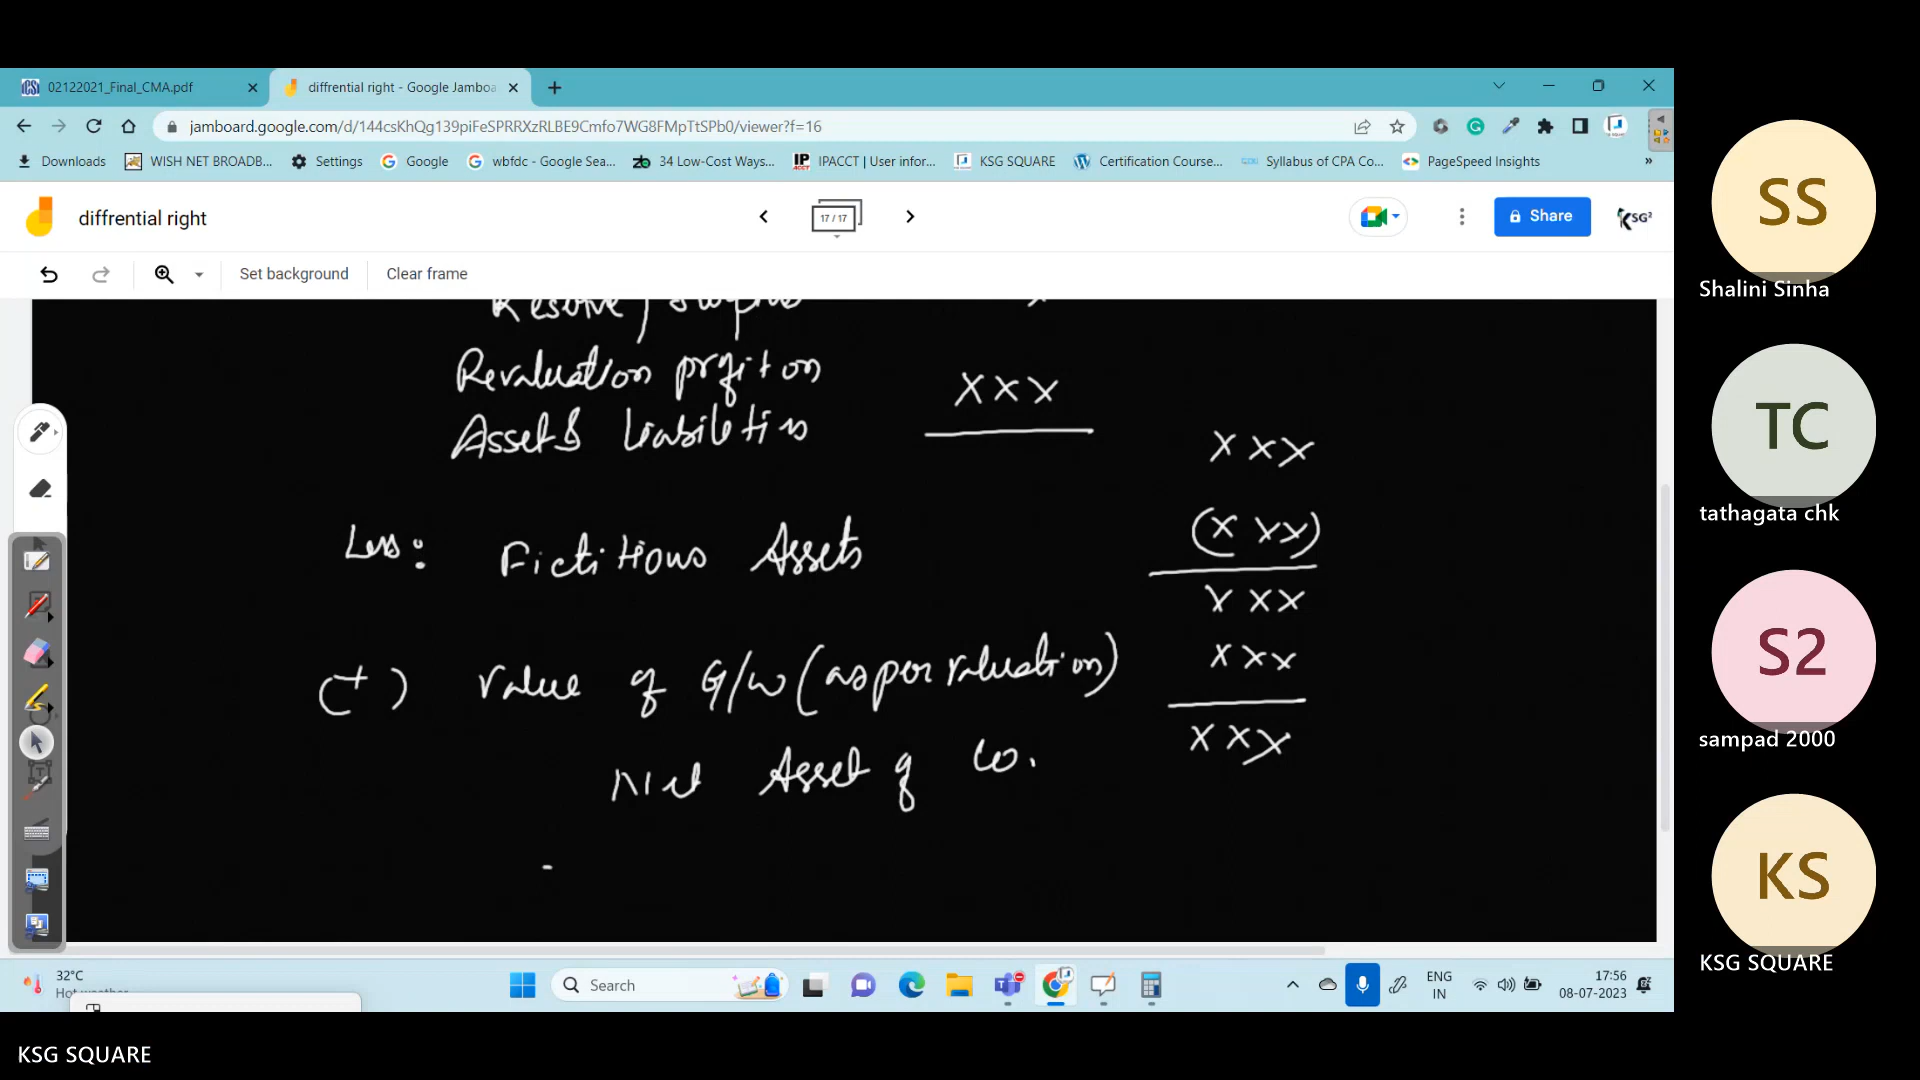 02122021_Final_CMA.pdf
diffrential right - Google Jamboa
jamboard.google.com/d/144csKhQg139piFeSPRRXzRLBE9Cmfo7WG8FMpTtSPb0/viewer?f=16
Downloads WISH NET BROADB... Settings Google wbfdc - Google Sea... 34 Low-Cost Ways... IPACCT | User infor... KSG SQUARE Certification Course... Syllabus of CPA Co... PageSpeed Insights »
diffrential right
17 / 17
Share
KSG²
Set background
Clear frame
Revaluation profit on
Asset & Liabilities
XXX
XXX
Less: Fictitious Assets (XXX)
XXX
(+) Value of G/W (as per valuation) XXX
Net Asset of Co. XXX
SS
Shalini Sinha
TC
tathagata chk
S2
sampad 2000
KS
KSG SQUARE
32°C
Search
ENG
IN
17:56
08-07-2023
KSG SQUARE